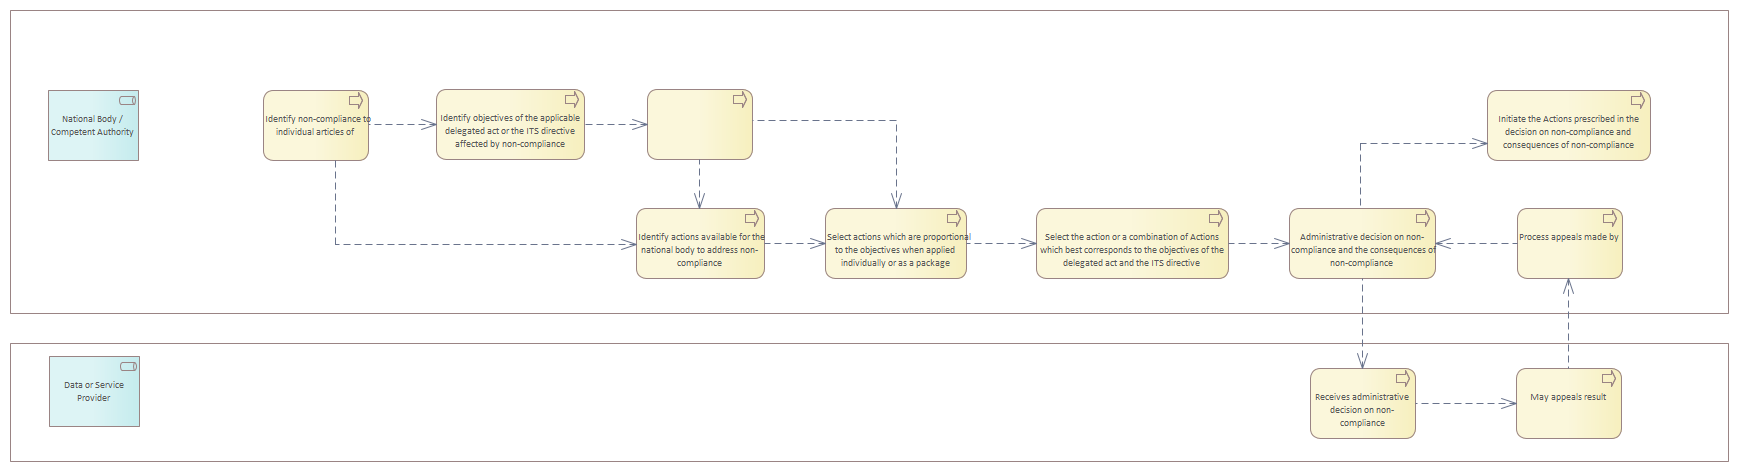 National Body /
Competent Authority
Identify non-compliance to
individual articles of
Identify objectives of the applicable
delegated act or the ITS directive
affected by non-compliance
Initiate the Actions prescribed in the
decision on non-compliance and
consequences of non-compliance
Identify actions available for the
national body to address non-
compliance
Select actions which are proportional
to the objectives when applied
individually or as a package
Select the action or a combination of Actions
which best corresponds to the objectives of the
delegated act and the ITS directive
Administrative decision on non-
compliance and the consequences of
non-compliance
Process appeals made by
Data or Service
Provider
Receives administrative
decision on non-
compliance
May appeals result